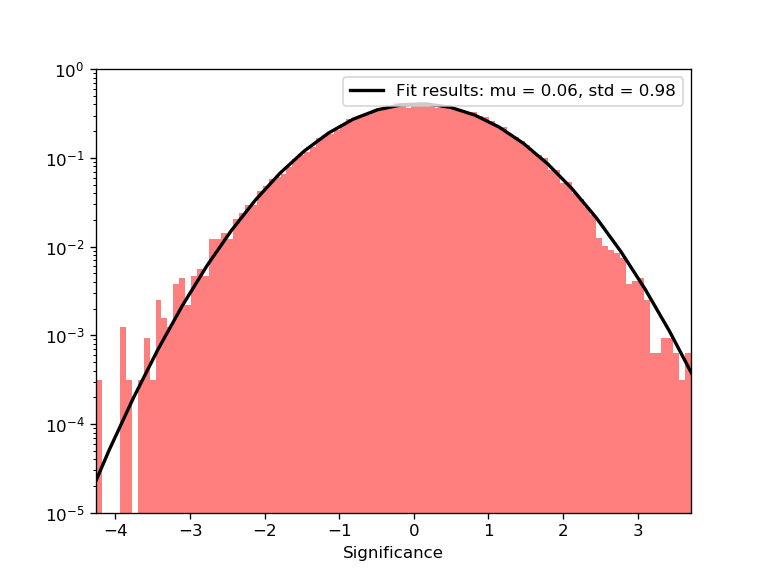 10⁰
Fit results: mu = 0.06, std = 0.98
10⁻¹
10⁻²
10⁻³
10⁻⁴
10⁻⁵
−4 −3 −2 −1 0 1 2 3
Significance